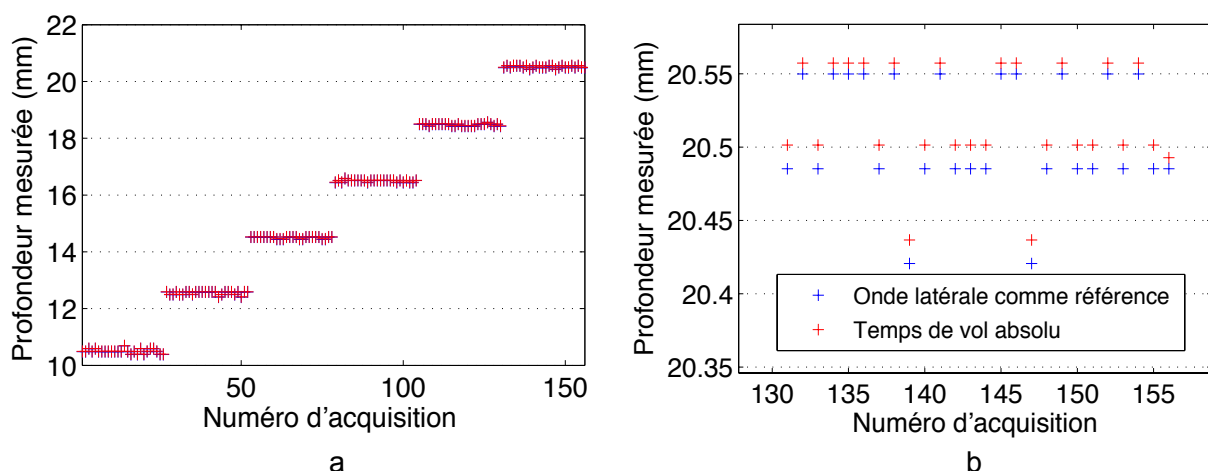 22
20
18
16
14
12
10
50
100
150
Profondeur mesurée (mm)
Numéro d'acquisition
a
20.55
20.5
20.45
20.4
20.35
130
135
140
145
150
155
Profondeur mesurée (mm)
Numéro d'acquisition
Onde latérale comme référence
Temps de vol absolu
b